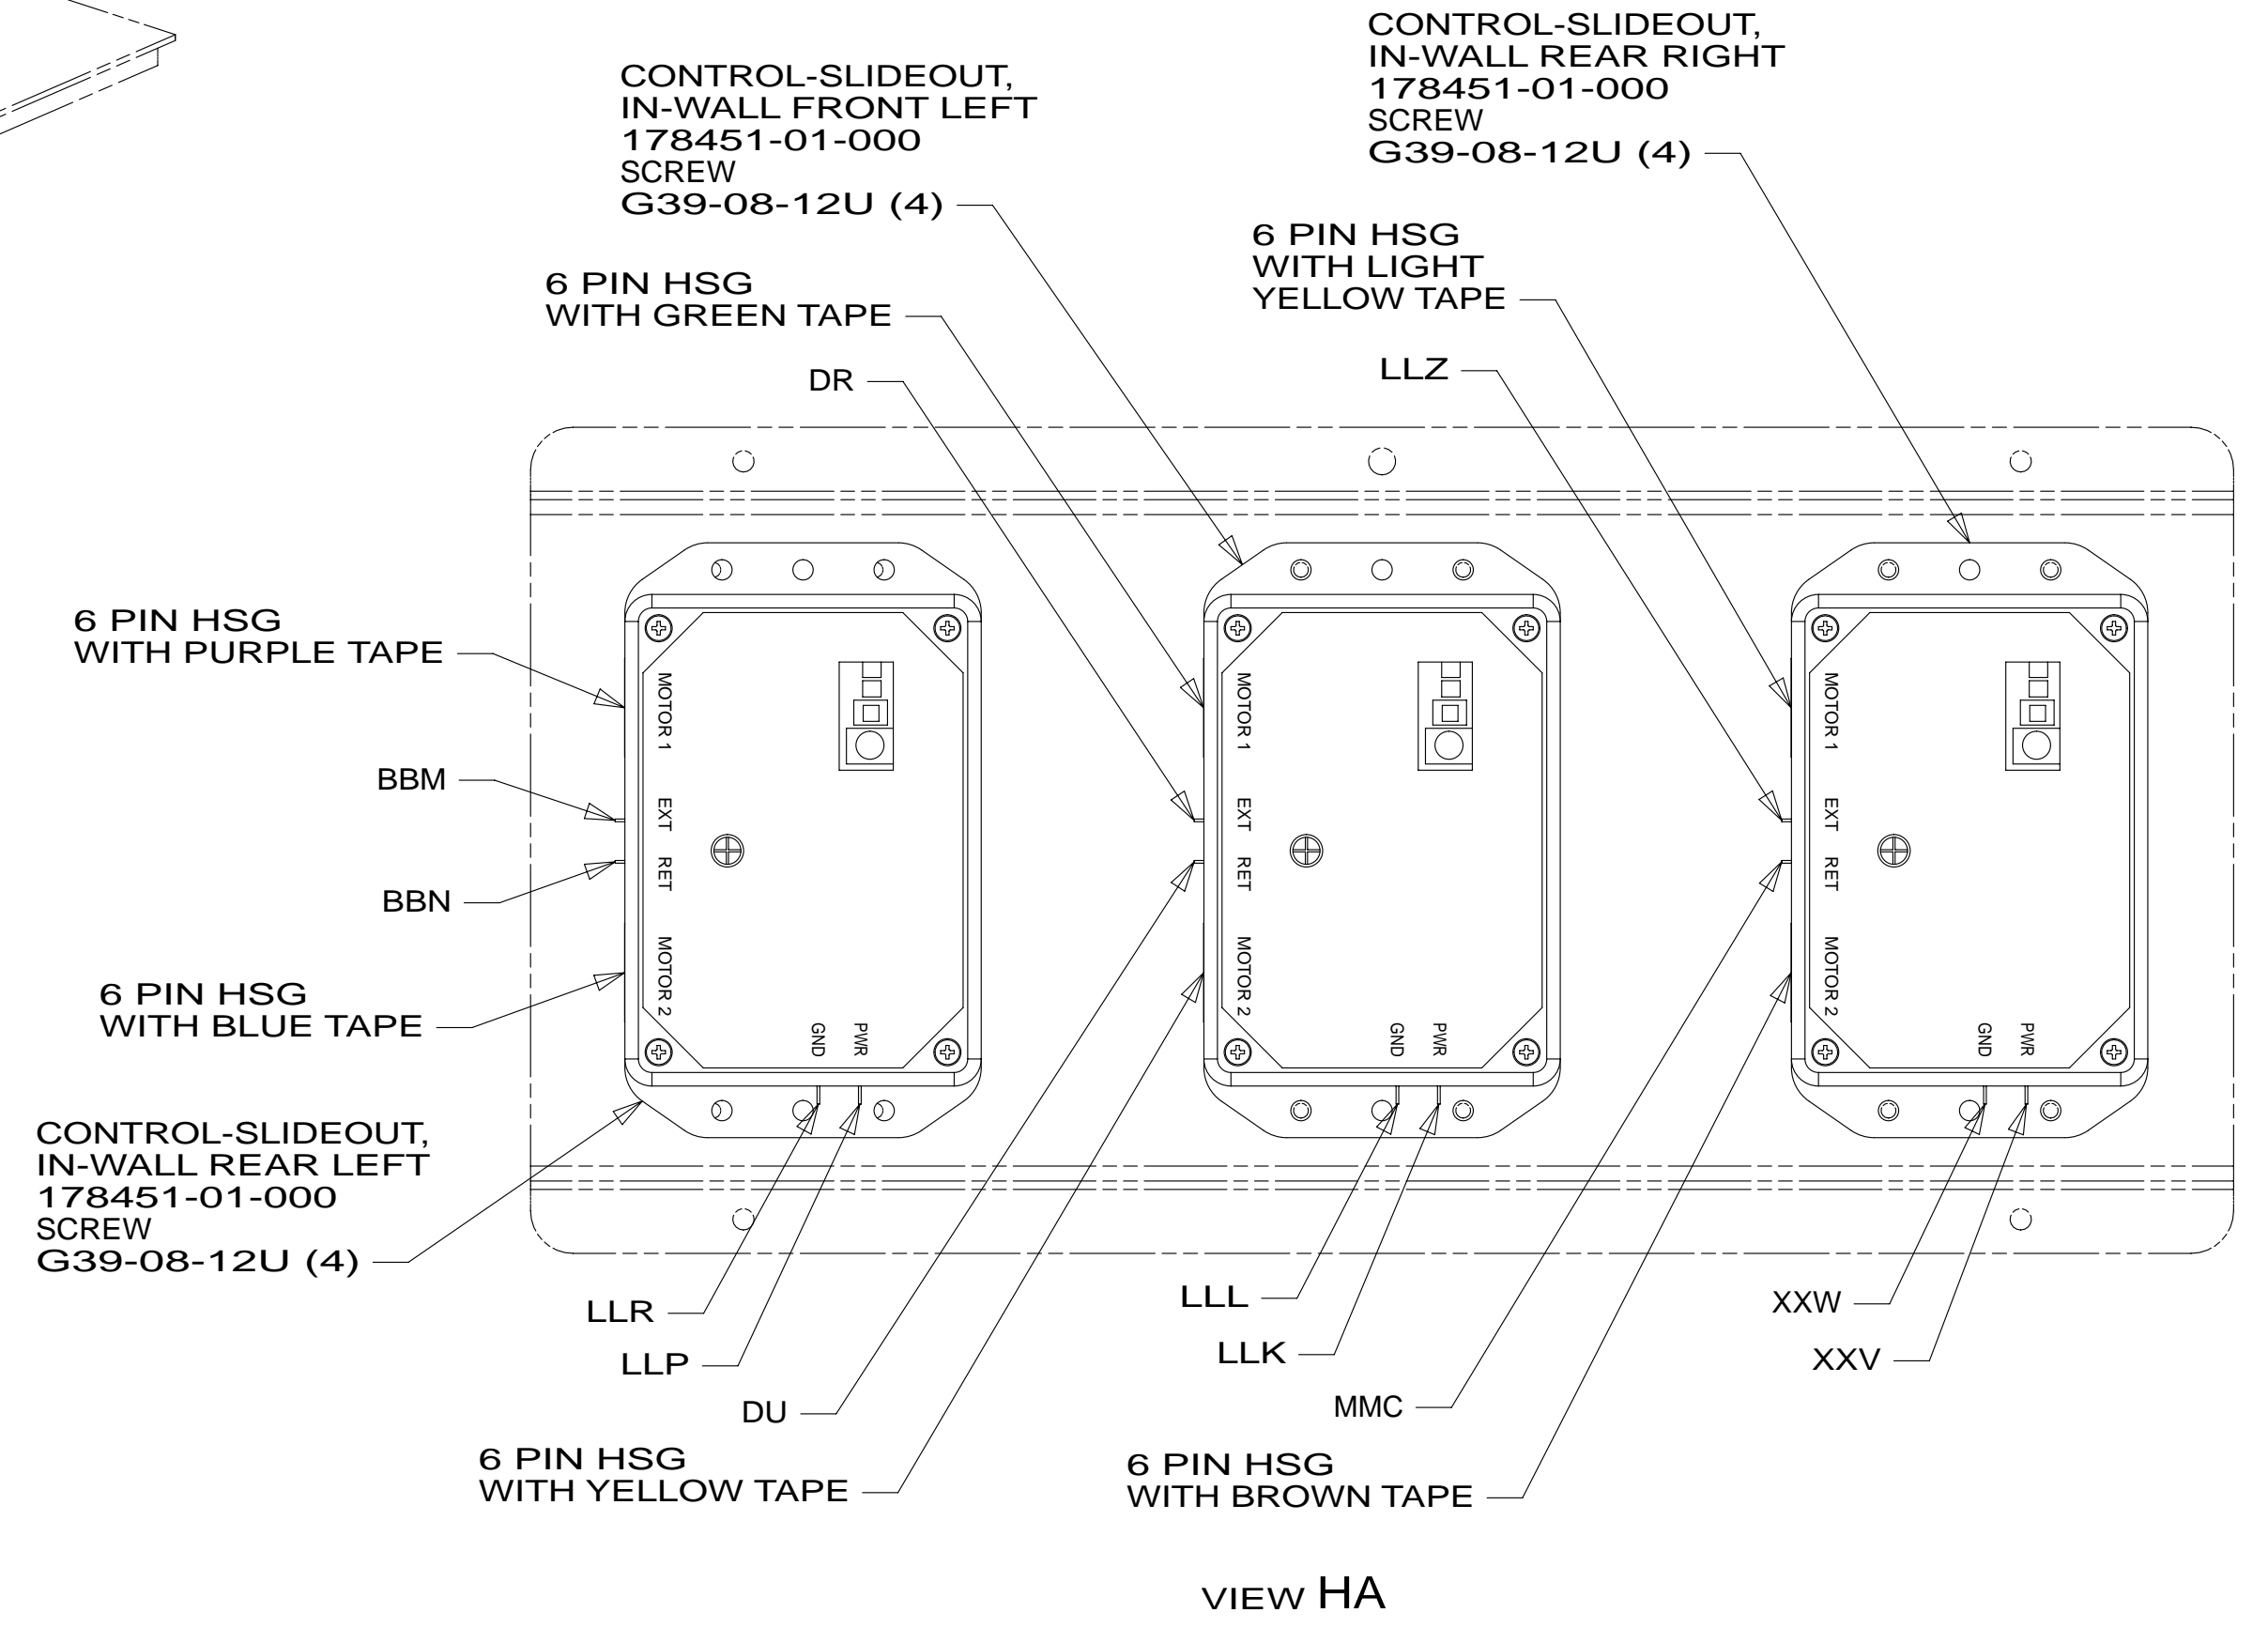 CONTROL-SLIDEOUT,
IN-WALL FRONT LEFT
178451-01-000
SCREW
G39-08-12U (4)
CONTROL-SLIDEOUT,
IN-WALL REAR RIGHT
178451-01-000
SCREW
G39-08-12U (4)
6 PIN HSG
WITH GREEN TAPE
DR
6 PIN HSG
WITH LIGHT
YELLOW TAPE
LLZ
6 PIN HSG
WITH PURPLE TAPE
BBM
BBN
6 PIN HSG
WITH BLUE TAPE
CONTROL-SLIDEOUT,
IN-WALL REAR LEFT
178451-01-000
SCREW
G39-08-12U (4)
MOTOR 1
EXT
RET
MOTOR 2
GND
PWR
MOTOR 1
EXT
RET
MOTOR 2
GND
PWR
MOTOR 1
EXT
RET
MOTOR 2
GND
PWR
LLR
LLP
DU
6 PIN HSG
WITH YELLOW TAPE
LLL
LLK
MMC
6 PIN HSG
WITH BROWN TAPE
XXW
XXV
VIEW HA